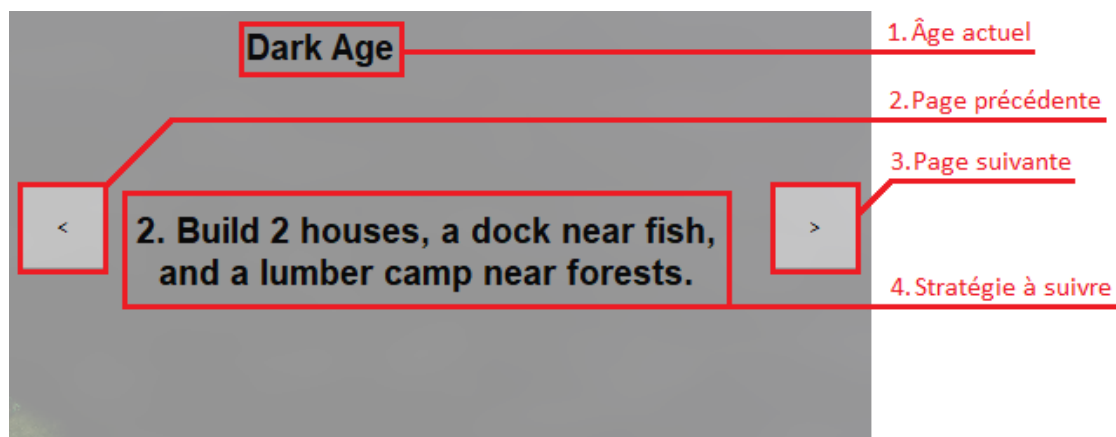 Dark Age
1. Âge actuel
2. Page précédente
3. Page suivante
<
2. Build 2 houses, a dock near fish,
and a lumber camp near forests.
>
4. Stratégie à suivre